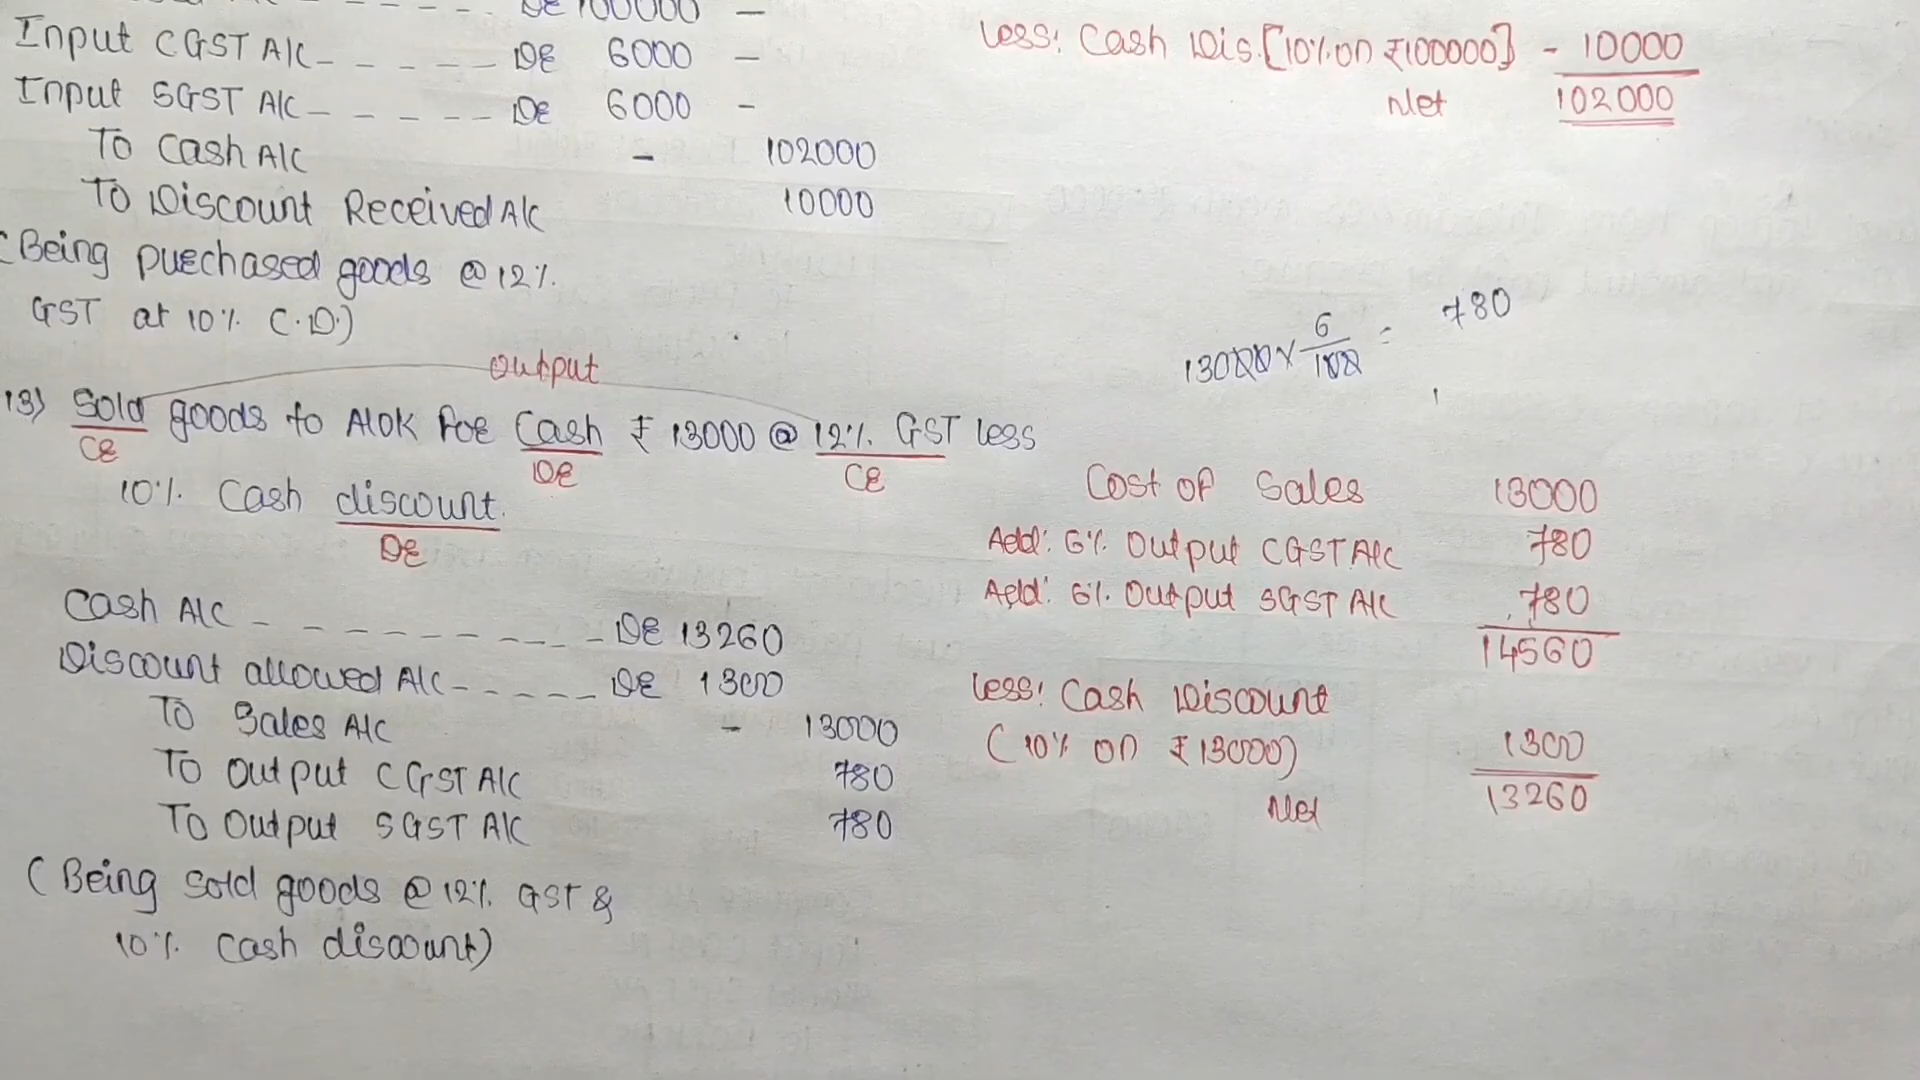 DR 100000 —
Input CGST A/C - - - - - DR 6000 —
Input SGST A/C - - - - - DR 6000 -
To Cash A/C - 102000
To Discount Received A/C 10000
(Being purchased goods @ 12%.
GST at 10%. C.D.)
Less: Cash Dis. [10%. on ₹100000] - 10000
Net 102000
13000 × 6/100 = 780
Output
13) Sold goods to Alok for Cash ₹ 13000 @ 12%. GST less
CR DR CR
10%. Cash discount.
DR
Cash A/C - - - - - - - - - DR 13260
Discount allowed A/C - - - - - DR 1300
To Sales A/C - 13000
To Output CGST A/C 780
To Output SGST A/C 780
(Being sold goods @ 12%. GST &
10%. Cash discount)
Cost of Sales 13000
Add: 6%. Output CGST A/C 780
Add: 6%. Output SGST A/C 780
14560
Less: Cash Discount
(10% on ₹ 13000) 1300
Net 13260